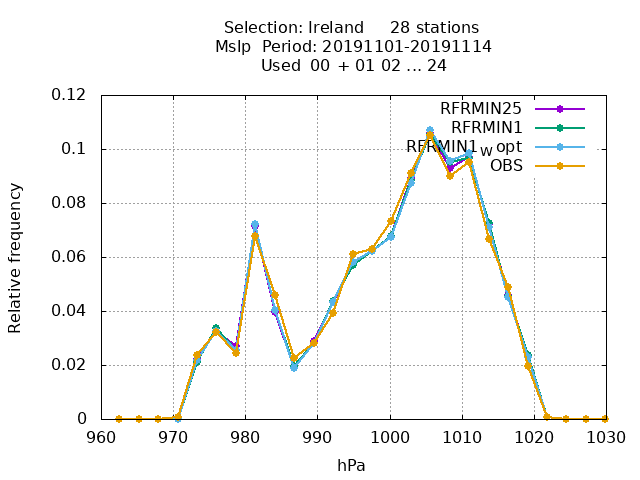 Selection: Ireland 28 stations
Mslp Period: 20191101-20191114
Used 00 + 01 02 ... 24
RFRMIN25
RFRMIN1
RFRMIN1w opt
OBS
Relative frequency
0.12
0.1
0.08
0.06
0.04
0.02
0
960 970 980 990 1000 1010 1020 1030
hPa